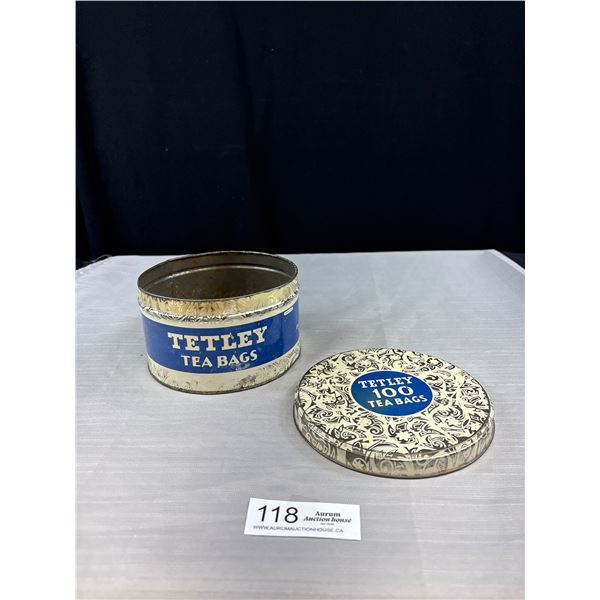 TETLEY
TEA BAGS
TETLEY
100
TEA BAGS
118
Aurum
Auction house
WWW.AURUMAUCTIONHOUSE.CA